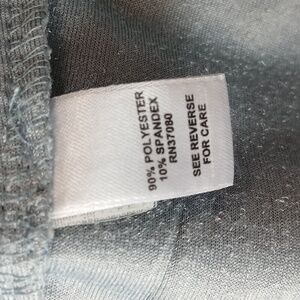 90% POLYESTER
10% SPANDEX
RN37080
SEE REVERSE
FOR CARE